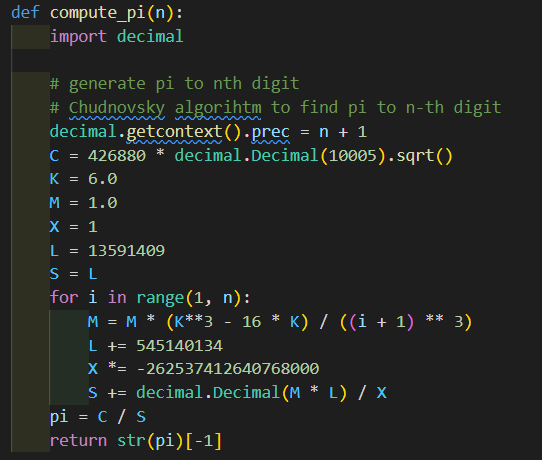 def compute_pi(n):
    import decimal

    # generate pi to nth digit
    # Chudnovsky algorihtm to find pi to n-th digit
    decimal.getcontext().prec = n + 1
    C = 426880 * decimal.Decimal(10005).sqrt()
    K = 6.0
    M = 1.0
    X = 1
    L = 13591409
    S = L
    for i in range(1, n):
        M = M * (K**3 - 16 * K) / ((i + 1) ** 3)
        L += 545140134
        X *= -262537412640768000
        S += decimal.Decimal(M * L) / X
    pi = C / S
    return str(pi)[-1]